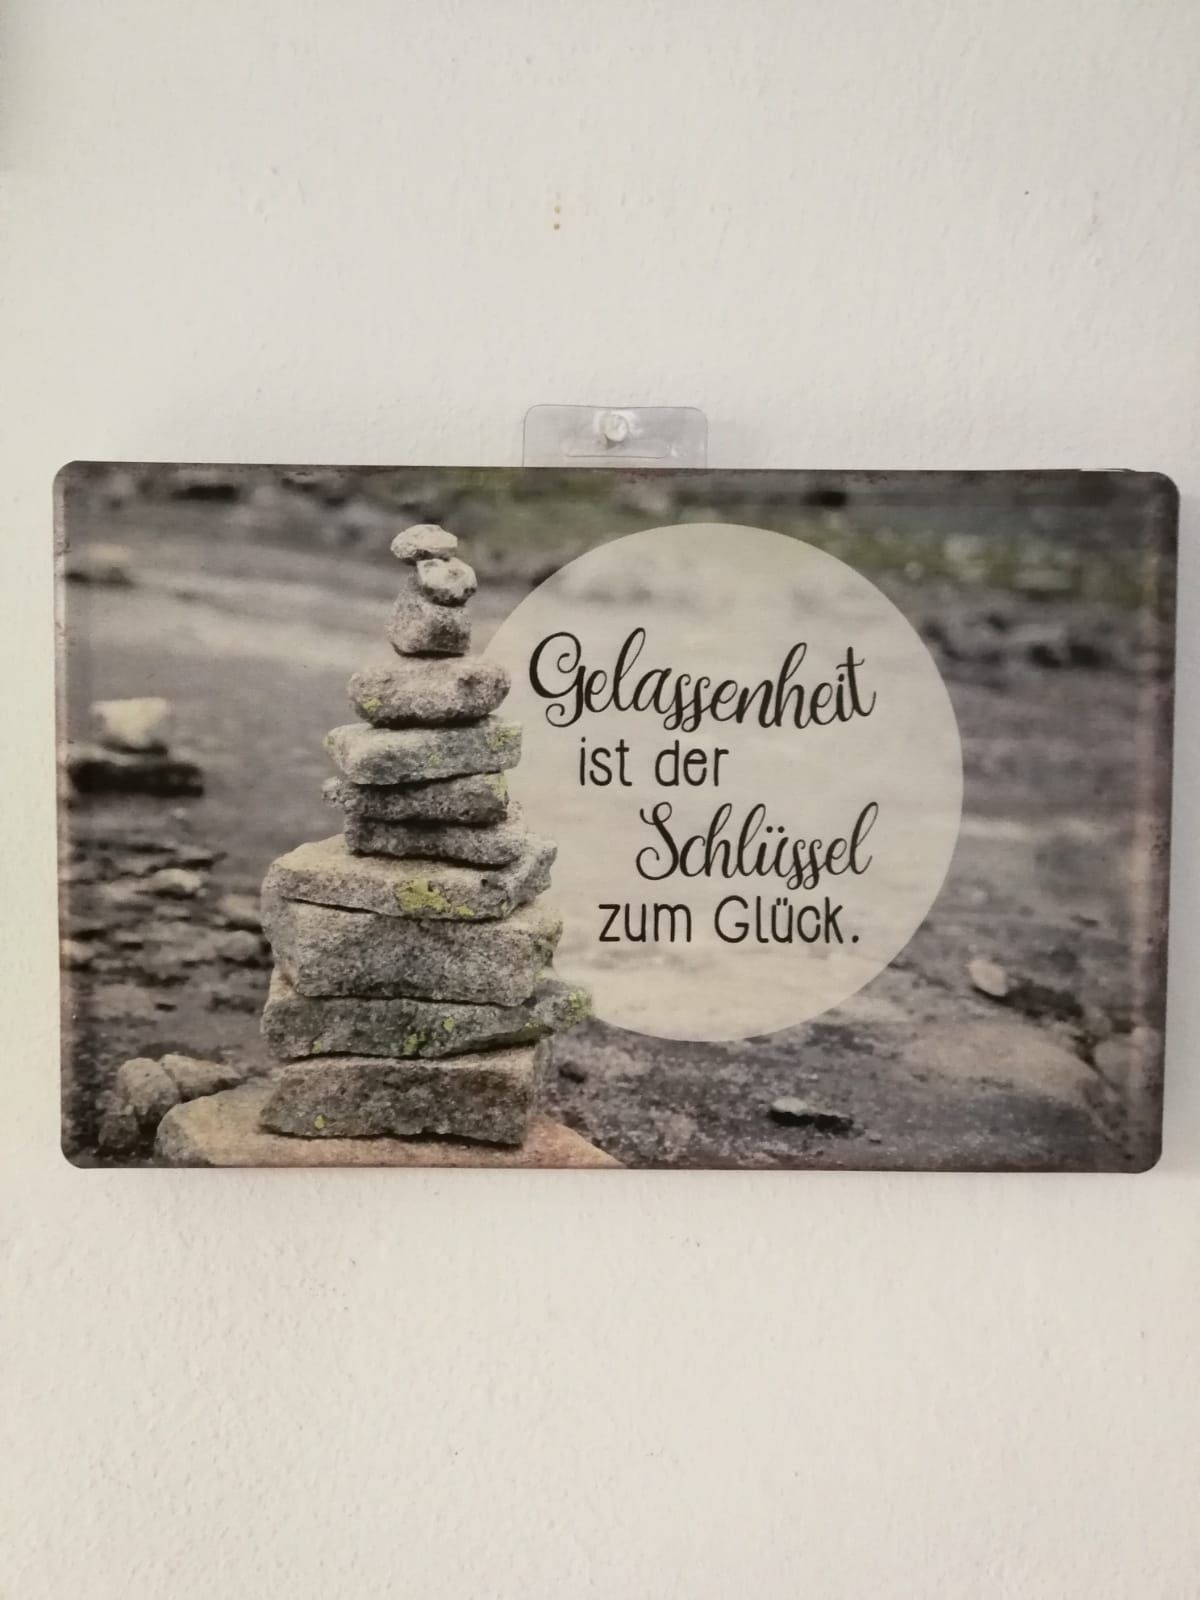 Gelassenheit
ist der
Schlüssel
zum Glück.